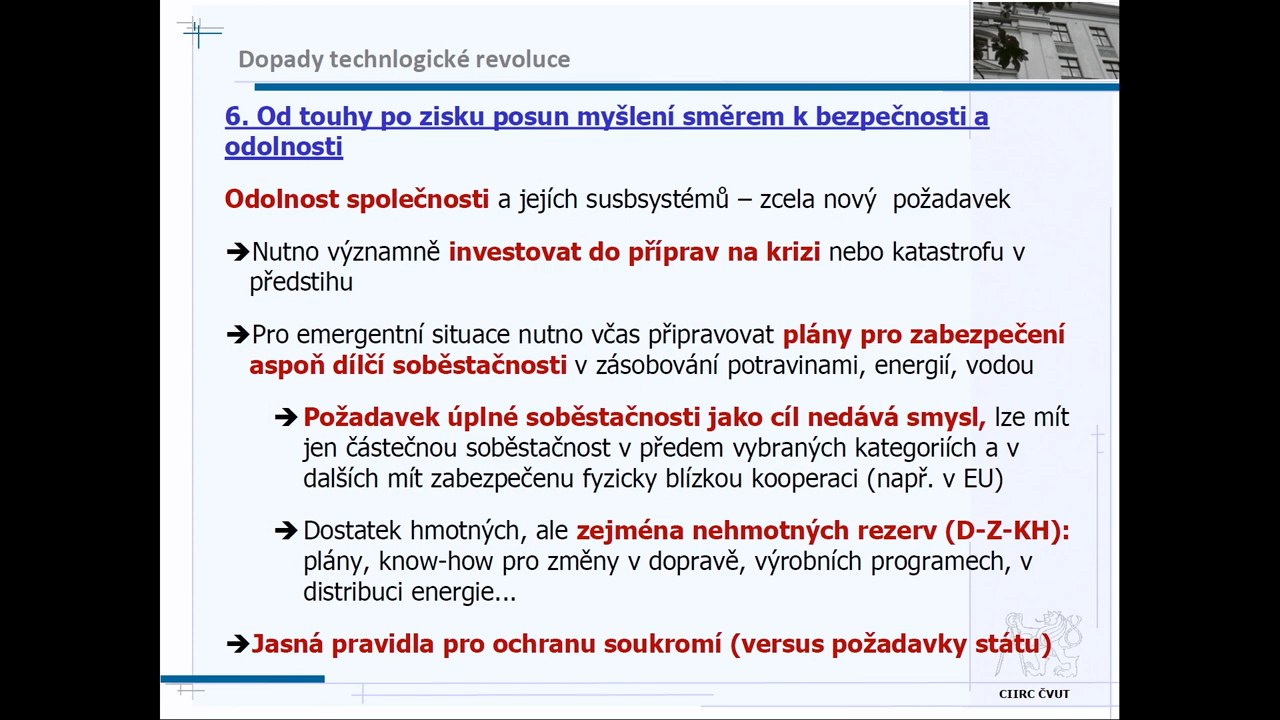 Dopady technlogické revoluce
6. Od touhy po zisku posun myšlení směrem k bezpečnosti a
odolnosti
Odolnost společnosti a jejích susbsystémů – zcela nový požadavek
➔Nutno významně investovat do příprav na krizi nebo katastrofu v
předstihu
➔Pro emergentní situace nutno včas připravovat plány pro zabezpečení
aspoň dílčí soběstačnosti v zásobování potravinami, energií, vodou
➔ Požadavek úplné soběstačnosti jako cíl nedává smysl, lze mít
jen částečnou soběstačnost v předem vybraných kategoriích a v
dalších mít zabezpečenu fyzicky blízkou kooperaci (např. v EU)
➔ Dostatek hmotných, ale zejména nehmotných rezerv (D-Z-KH):
plány, know-how pro změny v dopravě, výrobních programech, v
distribuci energie...
➔Jasná pravidla pro ochranu soukromí (versus požadavky státu)
CIIRC ČVUT